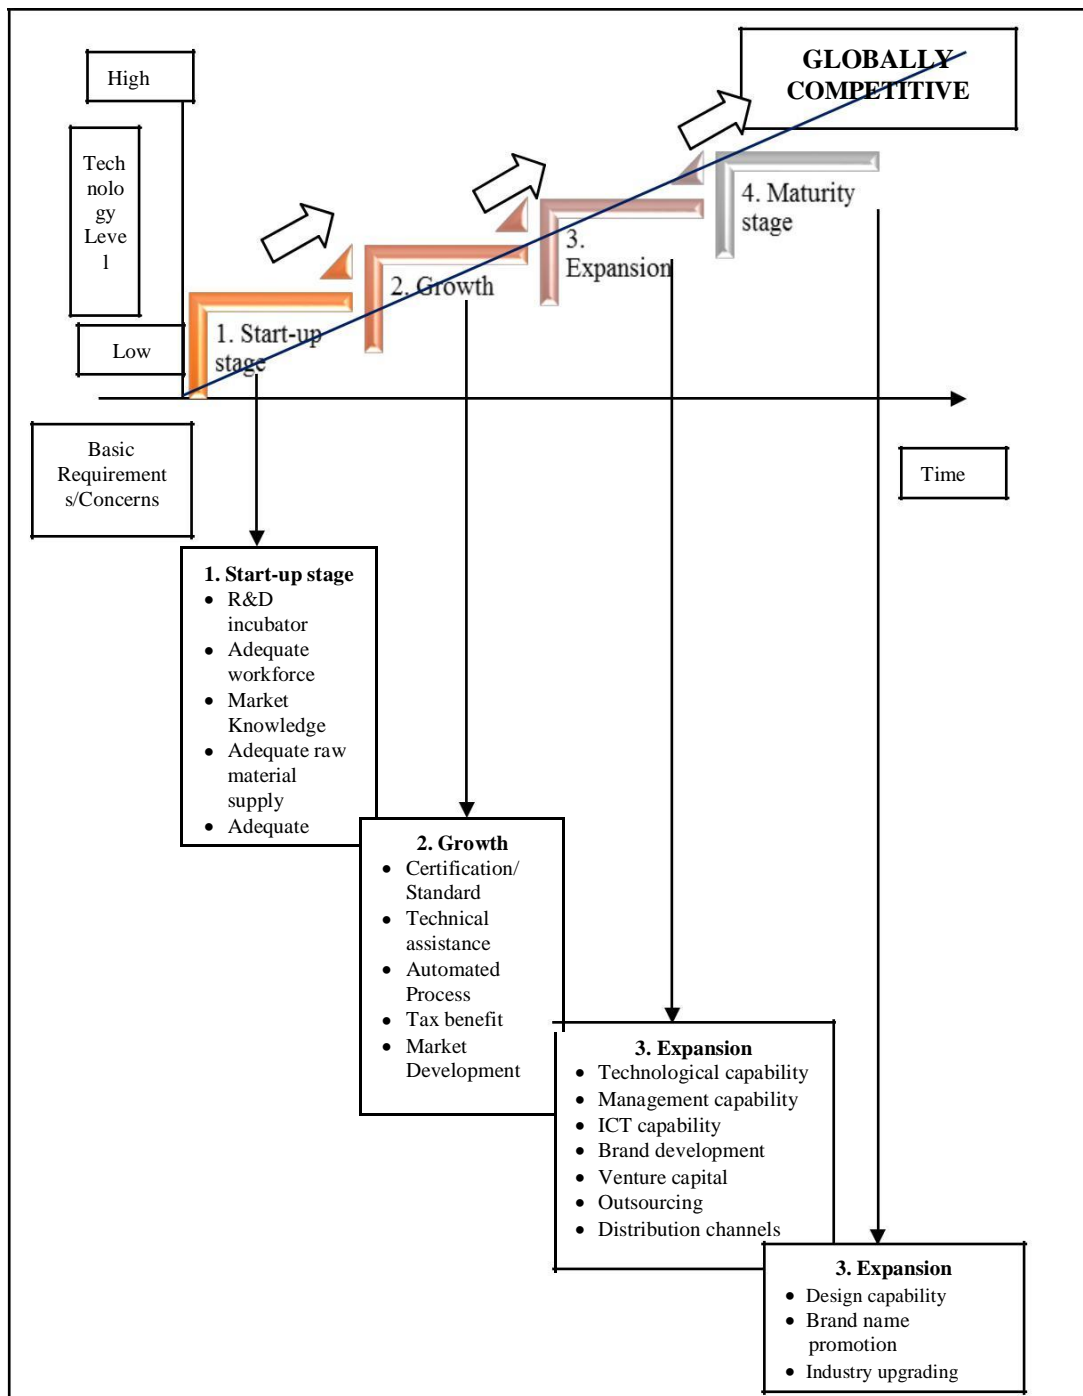 GLOBALLY
COMPETITIVE
High
Tech
nolo
gy
Leve
l
4. Maturity
stage
3.
Expansion
2. Growth
1. Start-up
stage
Low
Basic
Requirement
s/Concerns
Time
1. Start-up stage
• R&D
incubator
• Adequate
workforce
• Market
Knowledge
• Adequate raw
material
supply
• Adequate
2. Growth
• Certification/
Standard
• Technical
assistance
• Automated
Process
• Tax benefit
• Market
Development
3. Expansion
• Technological capability
• Management capability
• ICT capability
• Brand development
• Venture capital
• Outsourcing
• Distribution channels
3. Expansion
• Design capability
• Brand name
promotion
• Industry upgrading